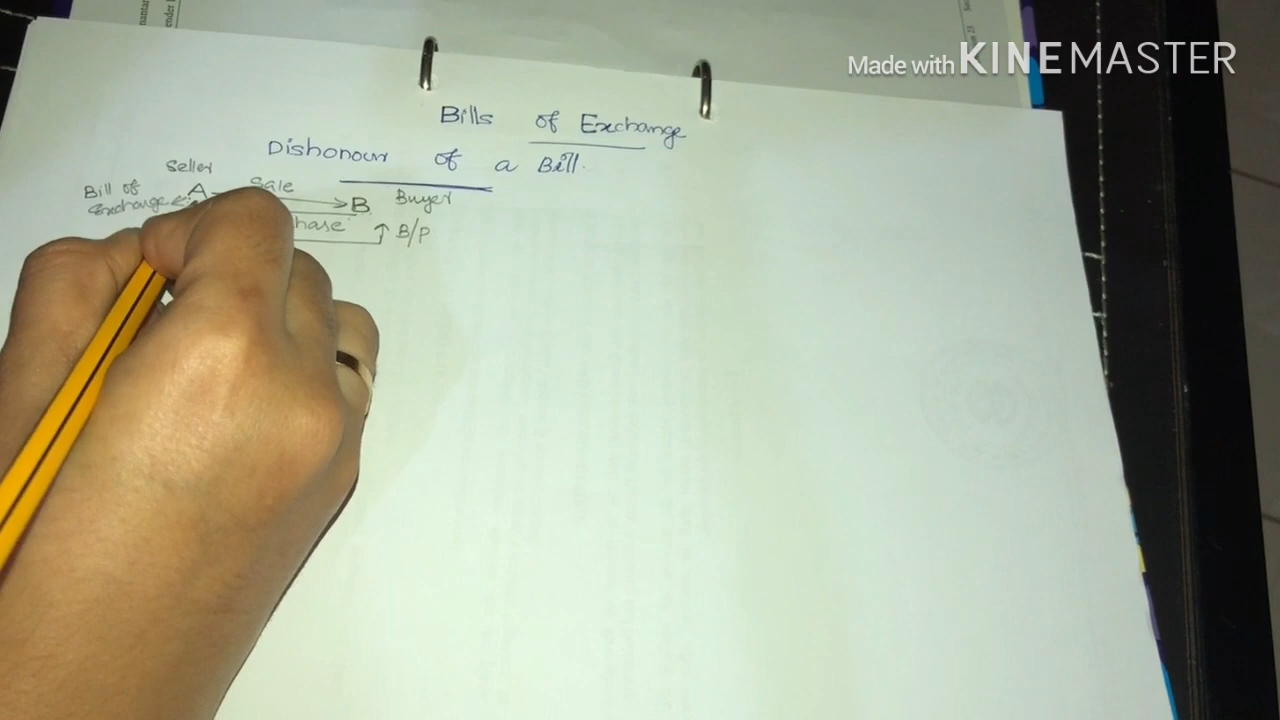 Made with KINEMASTER
Bills of Exchange
Dishonour of a Bill.
Seller
Bill of Exchange
A Sale B Buyer
B/P